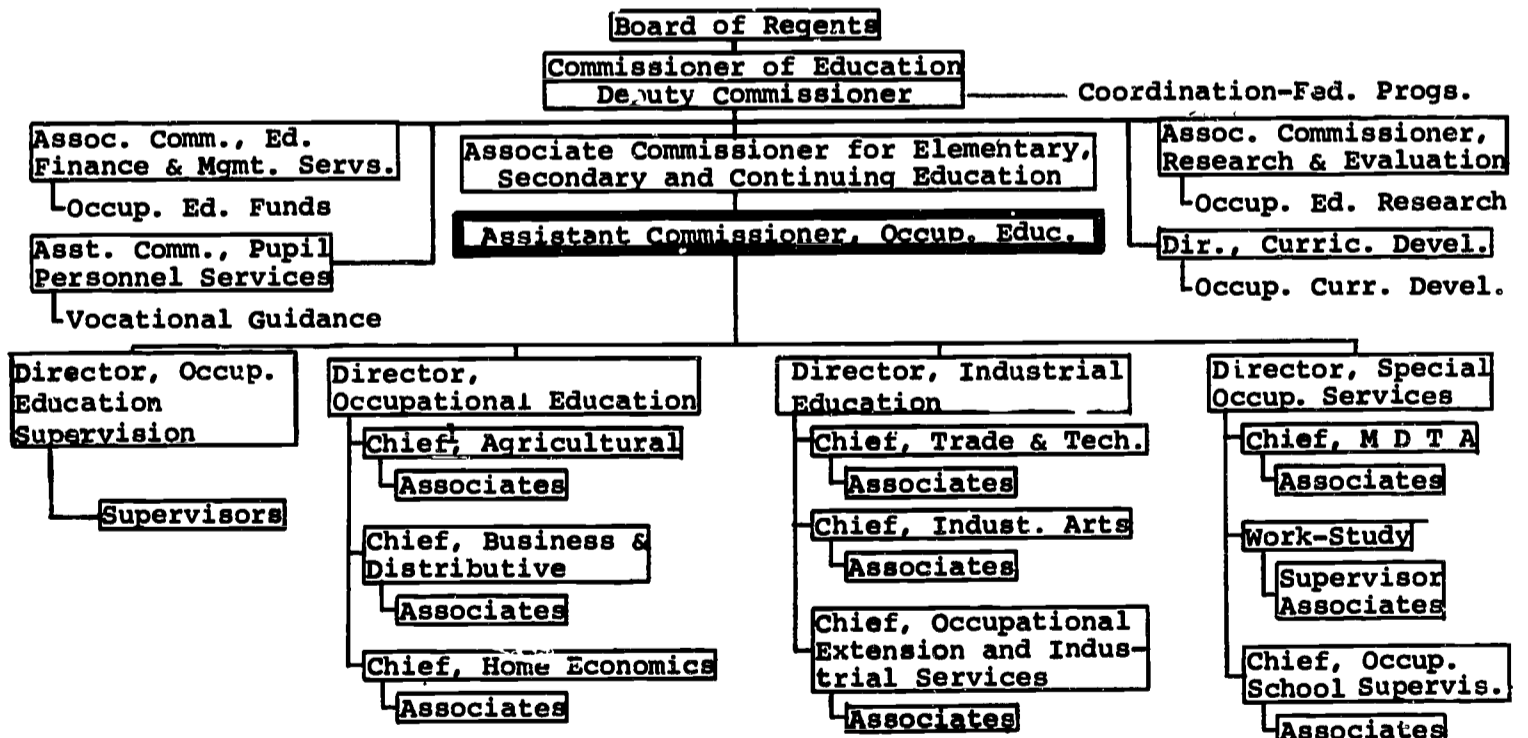 Board of Regents
Commissioner of Education
Deputy Commissioner
Coordination-Fed. Progs.
Assoc. Comm., Ed.
Finance & Mgmt. Servs.
Occup. Ed. Funds
Asst. Comm., Pupil
Personnel Services
Vocational Guidance
Associate Commissioner for Elementary,
Secondary and Continuing Education
Assistant Commissioner, Occup. Educ.
Assoc. Commissioner,
Research & Evaluation
Occup. Ed. Research
Dir., Curric. Devel.
Occup. Curr. Devel.
Director, Occup.
Education
Supervision
Supervisors
Director,
Occupational Education
Chief, Agricultural
Associates
Chief, Business &
Distributive
Associates
Chief, Home Economics
Associates
Director, Industrial
Education
Chief, Trade & Tech.
Associates
Chief, Indust. Arts
Associates
Chief, Occupational
Extension and Indus-
trial Services
Associates
Director, Special
Occup. Services
Chief, M D T A
Associates
Work-Study
Supervisor
Associates
Chief, Occup.
School Supervis.
Associates